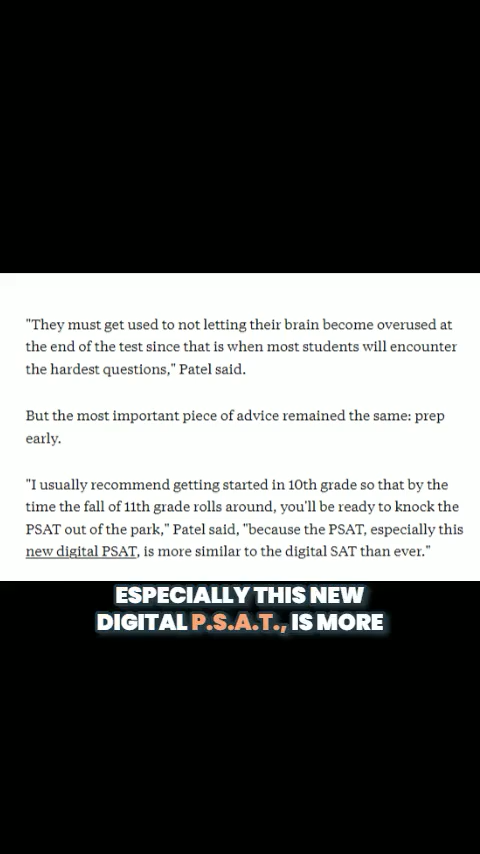 "They must get used to not letting their brain become overused at
the end of the test since that is when most students will encounter
the hardest questions," Patel said.
But the most important piece of advice remained the same: prep
early.
"I usually recommend getting started in 10th grade so that by the
time the fall of 11th grade rolls around, you'll be ready to knock the
PSAT out of the park," Patel said, "because the PSAT, especially this
new digital PSAT, is more similar to the digital SAT than ever."
ESPECIALLY THIS NEW
DIGITAL P.S.A.T., IS MORE